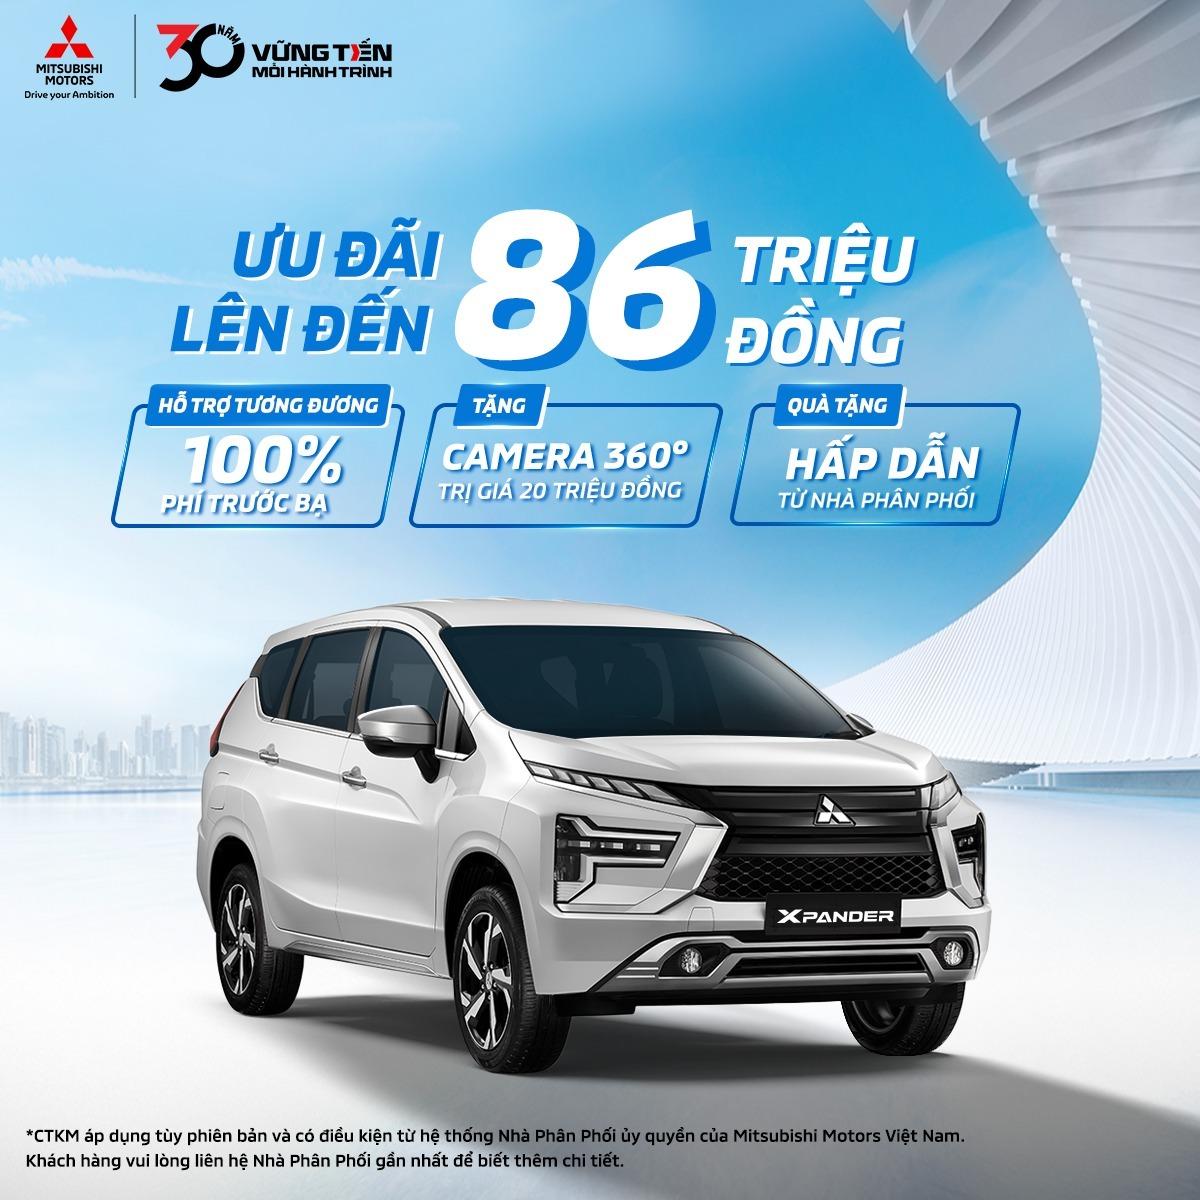 MITSUBISHI
MOTORS
Drive your Ambition
30 NĂM VỮNG TIẾN
MỖI HÀNH TRÌNH
ƯU ĐÃI
LÊN ĐẾN
86
TRIỆU
ĐỒNG
HỖ TRỢ TƯƠNG ĐƯƠNG
100%
PHÍ TRƯỚC BẠ
TẶNG
CAMERA 360°
TRỊ GIÁ 20 TRIỆU ĐỒNG
QUÀ TẶNG
HẤP DẪN
TỪ NHÀ PHÂN PHỐI
XPANDER
*CTKM áp dụng tùy phiên bản và có điều kiện từ hệ thống Nhà Phân Phối ủy quyền của Mitsubishi Motors Việt Nam.
Khách hàng vui lòng liên hệ Nhà Phân Phối gần nhất để biết thêm chi tiết.